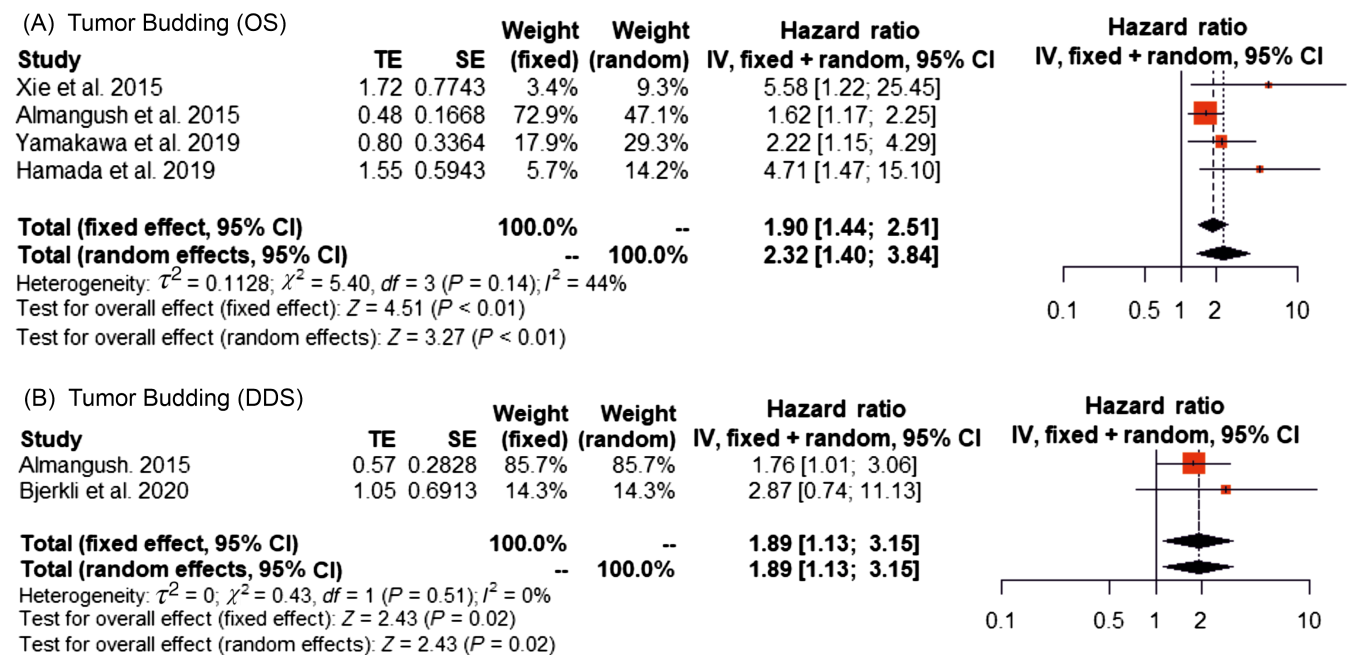 (A) Tumor Budding (OS)
Weight Weight Hazard ratio Hazard ratio
Study TE SE (fixed) (random) IV, fixed + random, 95% CI IV, fixed + random, 95% CI
Xie et al. 2015 1.72 0.7743 3.4% 9.3% 5.58 [1.22; 25.45]
Almangush et al. 2015 0.48 0.1668 72.9% 47.1% 1.62 [1.17; 2.25]
Yamakawa et al. 2019 0.80 0.3364 17.9% 29.3% 2.22 [1.15; 4.29]
Hamada et al. 2019 1.55 0.5943 5.7% 14.2% 4.71 [1.47; 15.10]
Total (fixed effect, 95% CI) 100.0% -- 1.90 [1.44; 2.51]
Total (random effects, 95% CI) -- 100.0% 2.32 [1.40; 3.84]
Heterogeneity: τ² = 0.1128; χ² = 5.40, df = 3 (P = 0.14); I² = 44%
Test for overall effect (fixed effect): Z = 4.51 (P < 0.01)
Test for overall effect (random effects): Z = 3.27 (P < 0.01)
0.1 0.5 1 2 10
(B) Tumor Budding (DDS)
Weight Weight Hazard ratio Hazard ratio
Study TE SE (fixed) (random) IV, fixed + random, 95% CI IV, fixed + random, 95% CI
Almangush. 2015 0.57 0.2828 85.7% 85.7% 1.76 [1.01; 3.06]
Bjerkli et al. 2020 1.05 0.6913 14.3% 14.3% 2.87 [0.74; 11.13]
Total (fixed effect, 95% CI) 100.0% -- 1.89 [1.13; 3.15]
Total (random effects, 95% CI) -- 100.0% 1.89 [1.13; 3.15]
Heterogeneity: τ² = 0; χ² = 0.43, df = 1 (P = 0.51); I² = 0%
Test for overall effect (fixed effect): Z = 2.43 (P = 0.02)
Test for overall effect (random effects): Z = 2.43 (P = 0.02)
0.1 0.5 1 2 10